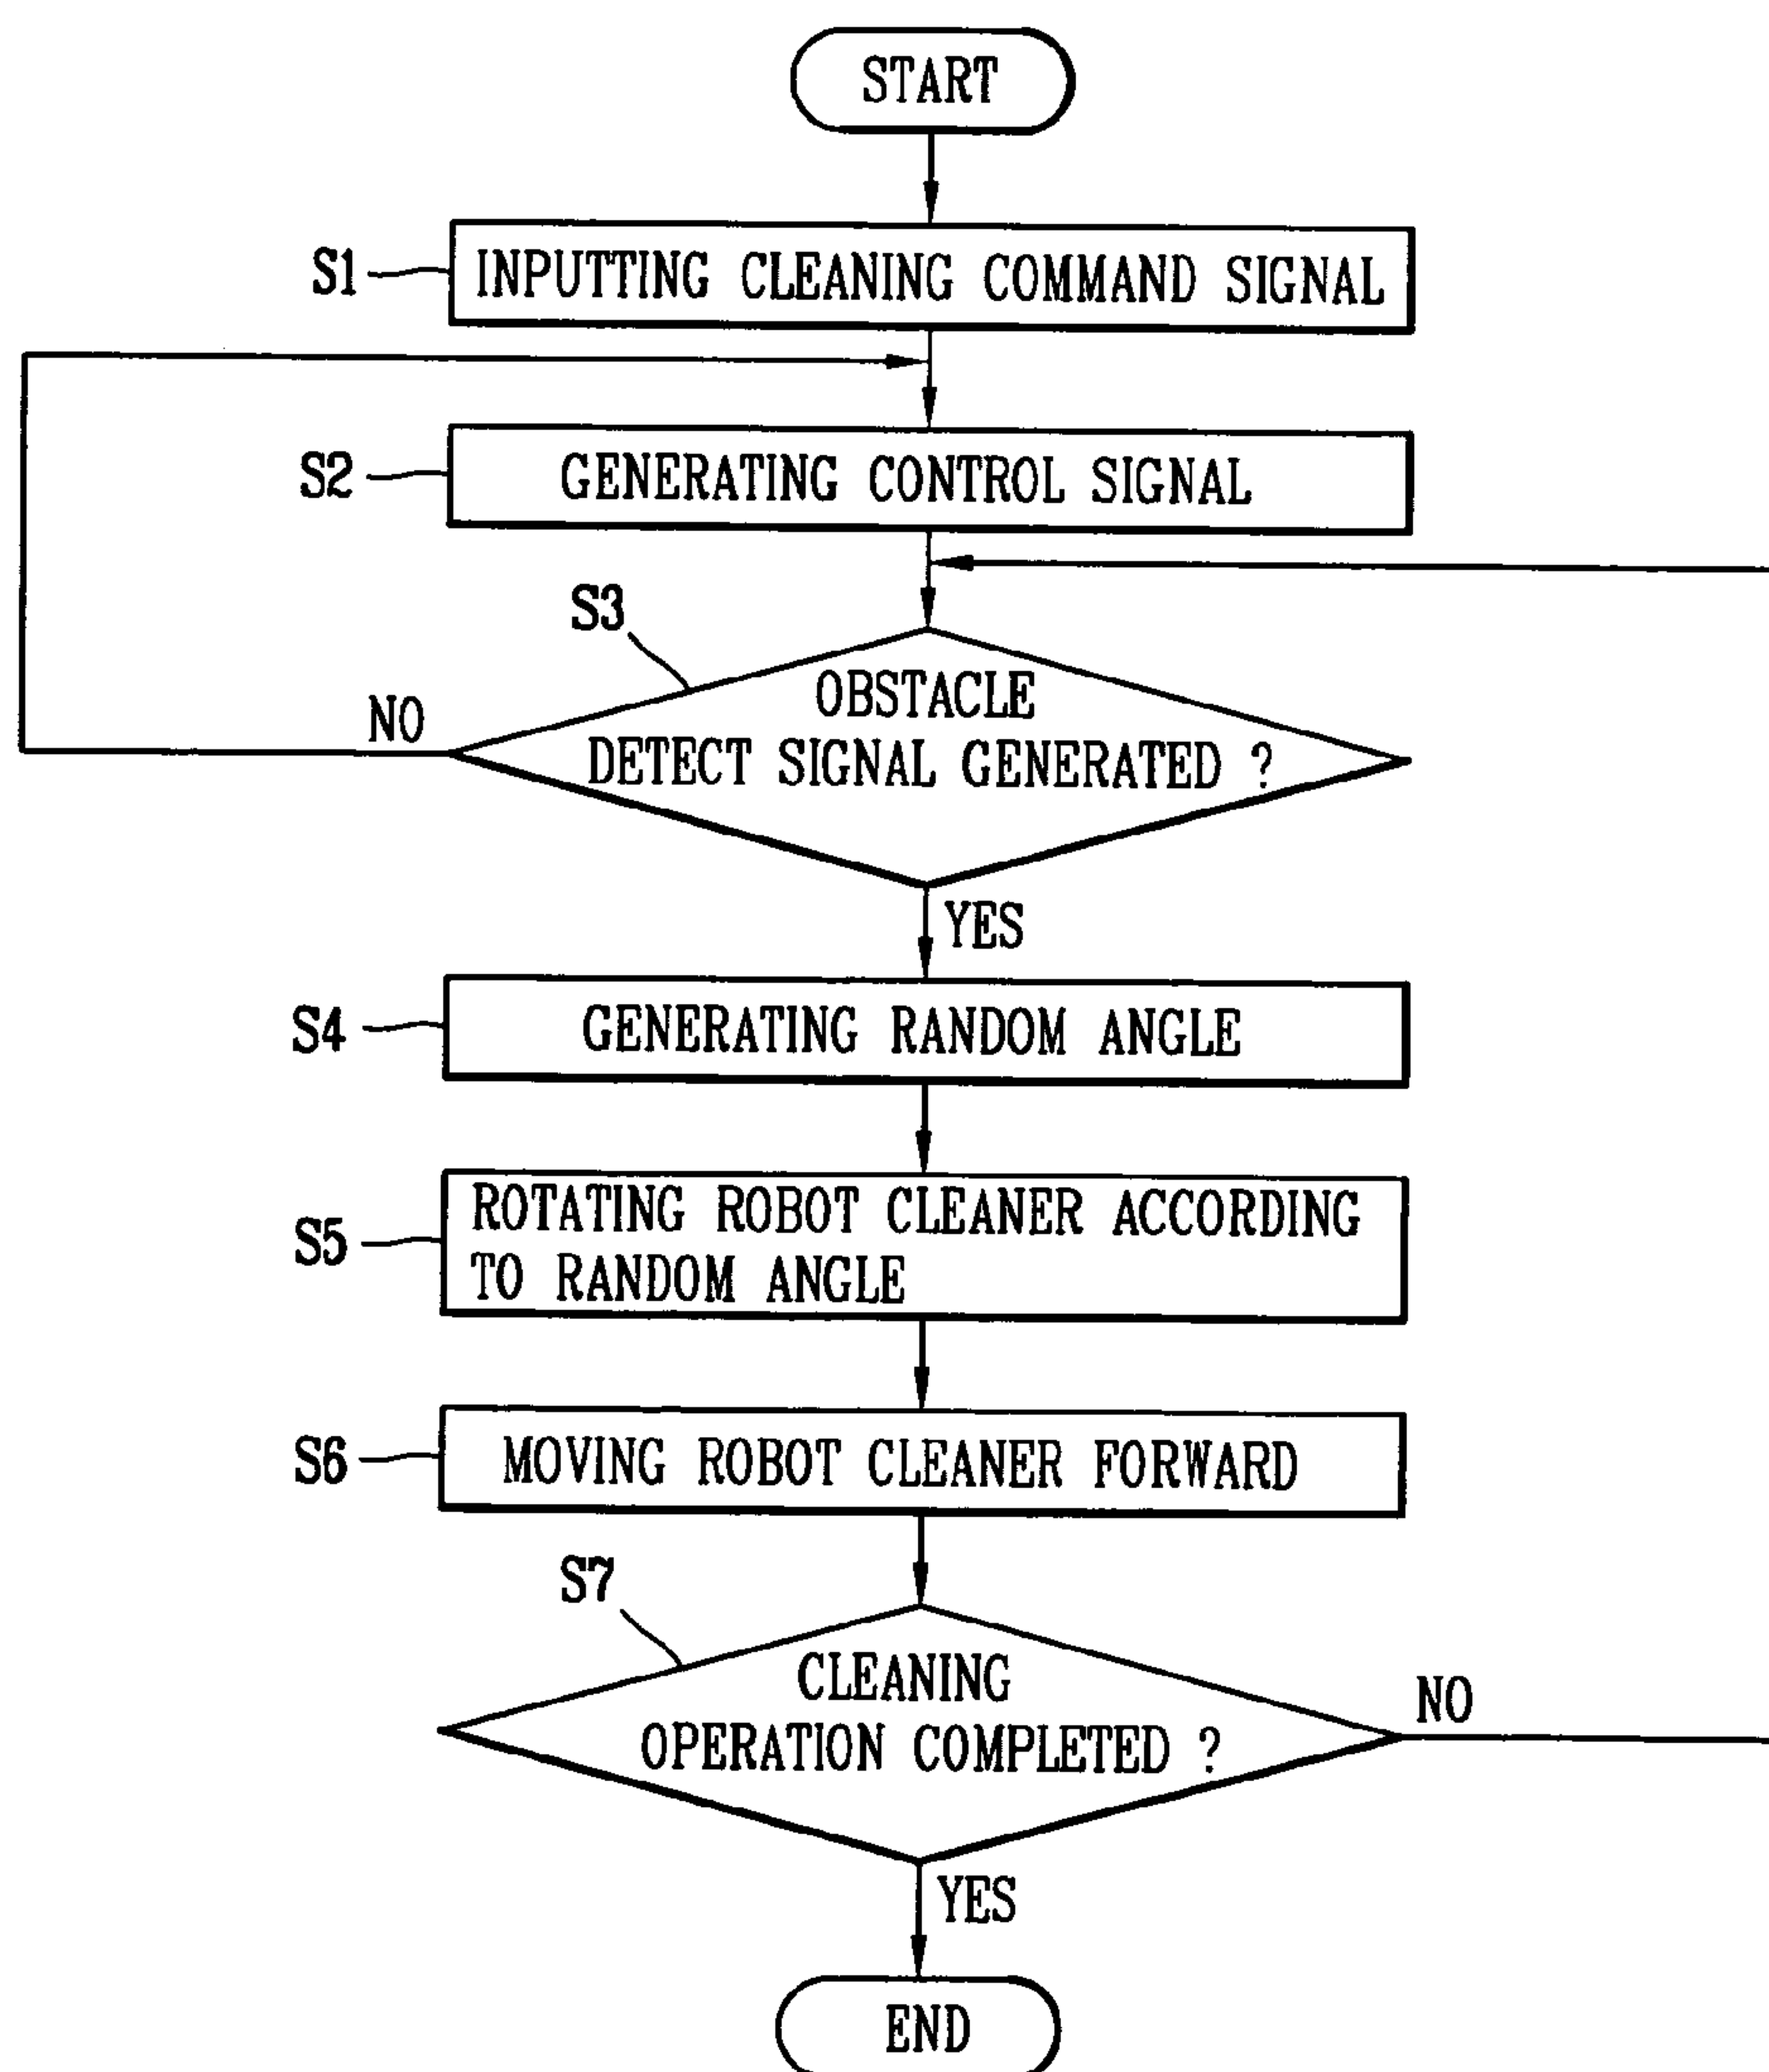 START
S1
INPUTTING CLEANING COMMAND SIGNAL
S2
GENERATING CONTROL SIGNAL
S3
OBSTACLE
DETECT SIGNAL GENERATED ?
NO
YES
S4
GENERATING RANDOM ANGLE
S5
ROTATING ROBOT CLEANER ACCORDING
TO RANDOM ANGLE
S6
MOVING ROBOT CLEANER FORWARD
S7
CLEANING
OPERATION COMPLETED ?
NO
YES
END